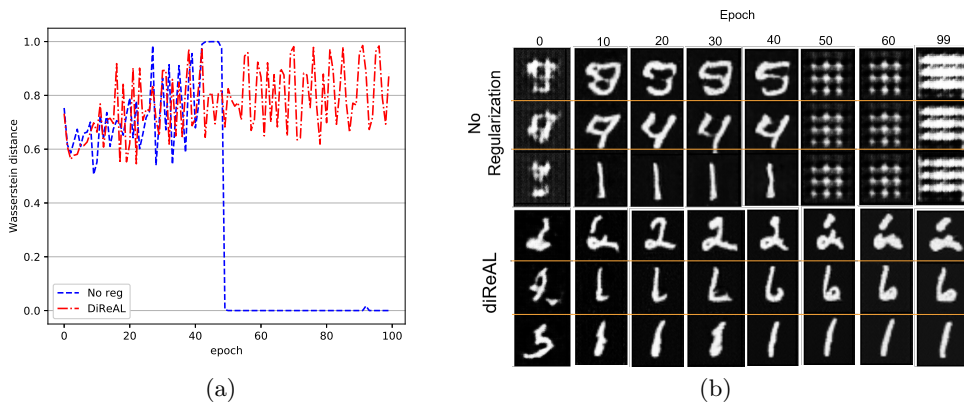 1.0
0.8
0.6
0.4
0.2
0.0
Wasserstein distance
No reg
DiReAL
0 20 40 60 80 100
epoch
(a)
Epoch
0 10 20 30 40 50 60 99
No
Regularization
diReAL
(b)